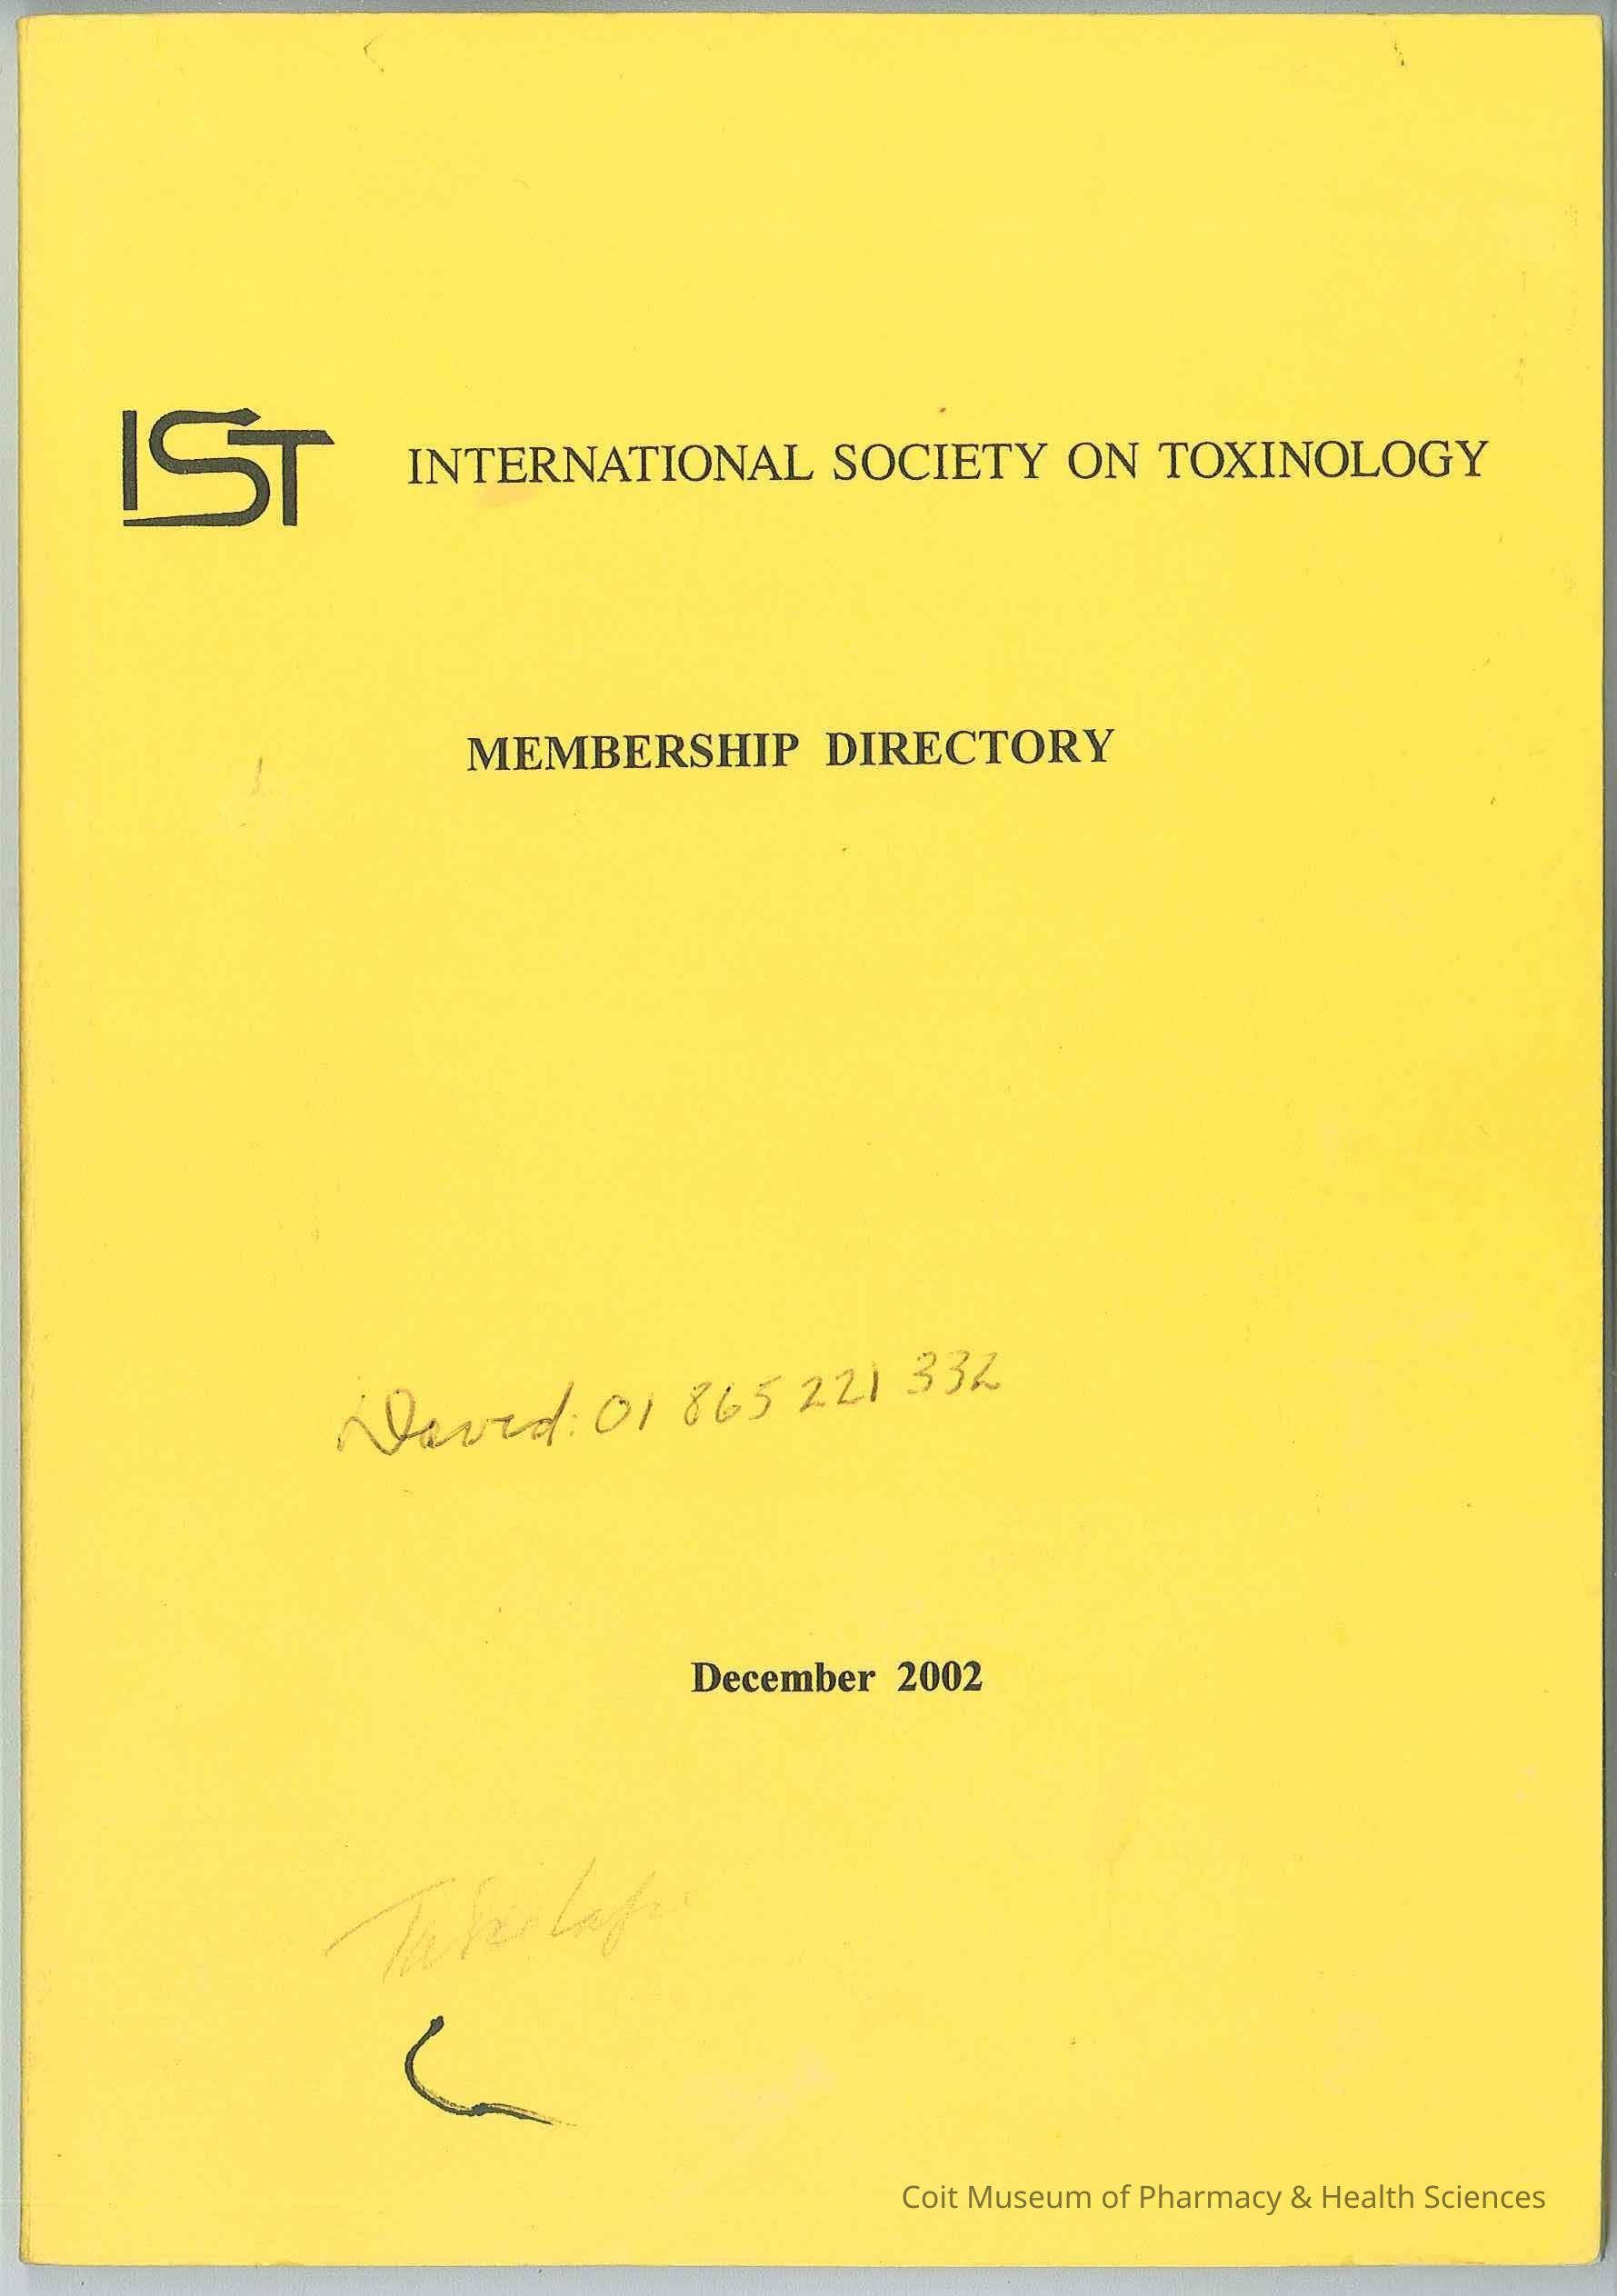 IST INTERNATIONAL SOCIETY ON TOXINOLOGY
MEMBERSHIP DIRECTORY
David: 01 865 221 332
December 2002
Coit Museum of Pharmacy & Health Sciences